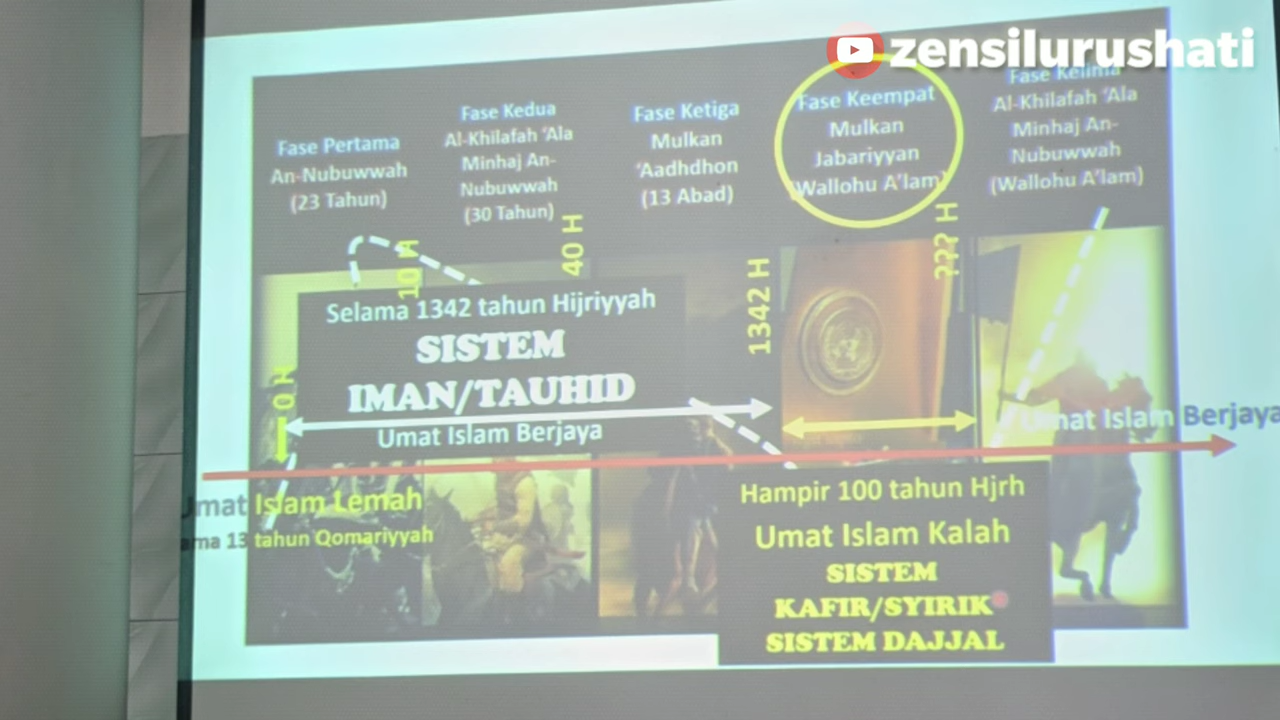 zensilurushati
Fase Pertama
An-Nubuwwah
(23 Tahun)
Fase Kedua
Al-Khilafah ‘Ala
Minhaj An-
Nubuwwah
(30 Tahun)
Fase Ketiga
Mulkan
‘Aadhdhon
(13 Abad)
Fase Keempat
Mulkan
Jabariyyan
(Wallohu A’lam)
Fase Kelima
Al-Khilafah ‘Ala
Minhaj An-
Nubuwwah
(Wallohu A’lam)
0 H
10 H
40 H
1342 H
??? H
Selama 1342 tahun Hijriyyah
SISTEM
IMAN/TAUHID
Umat Islam Berjaya
Umat Islam Berjaya
Umat Islam Lemah
13 tahun Qomariyyah
Hampir 100 tahun Hjrh
Umat Islam Kalah
SISTEM
KAFIR/SYIRIK
SISTEM DAJJAL